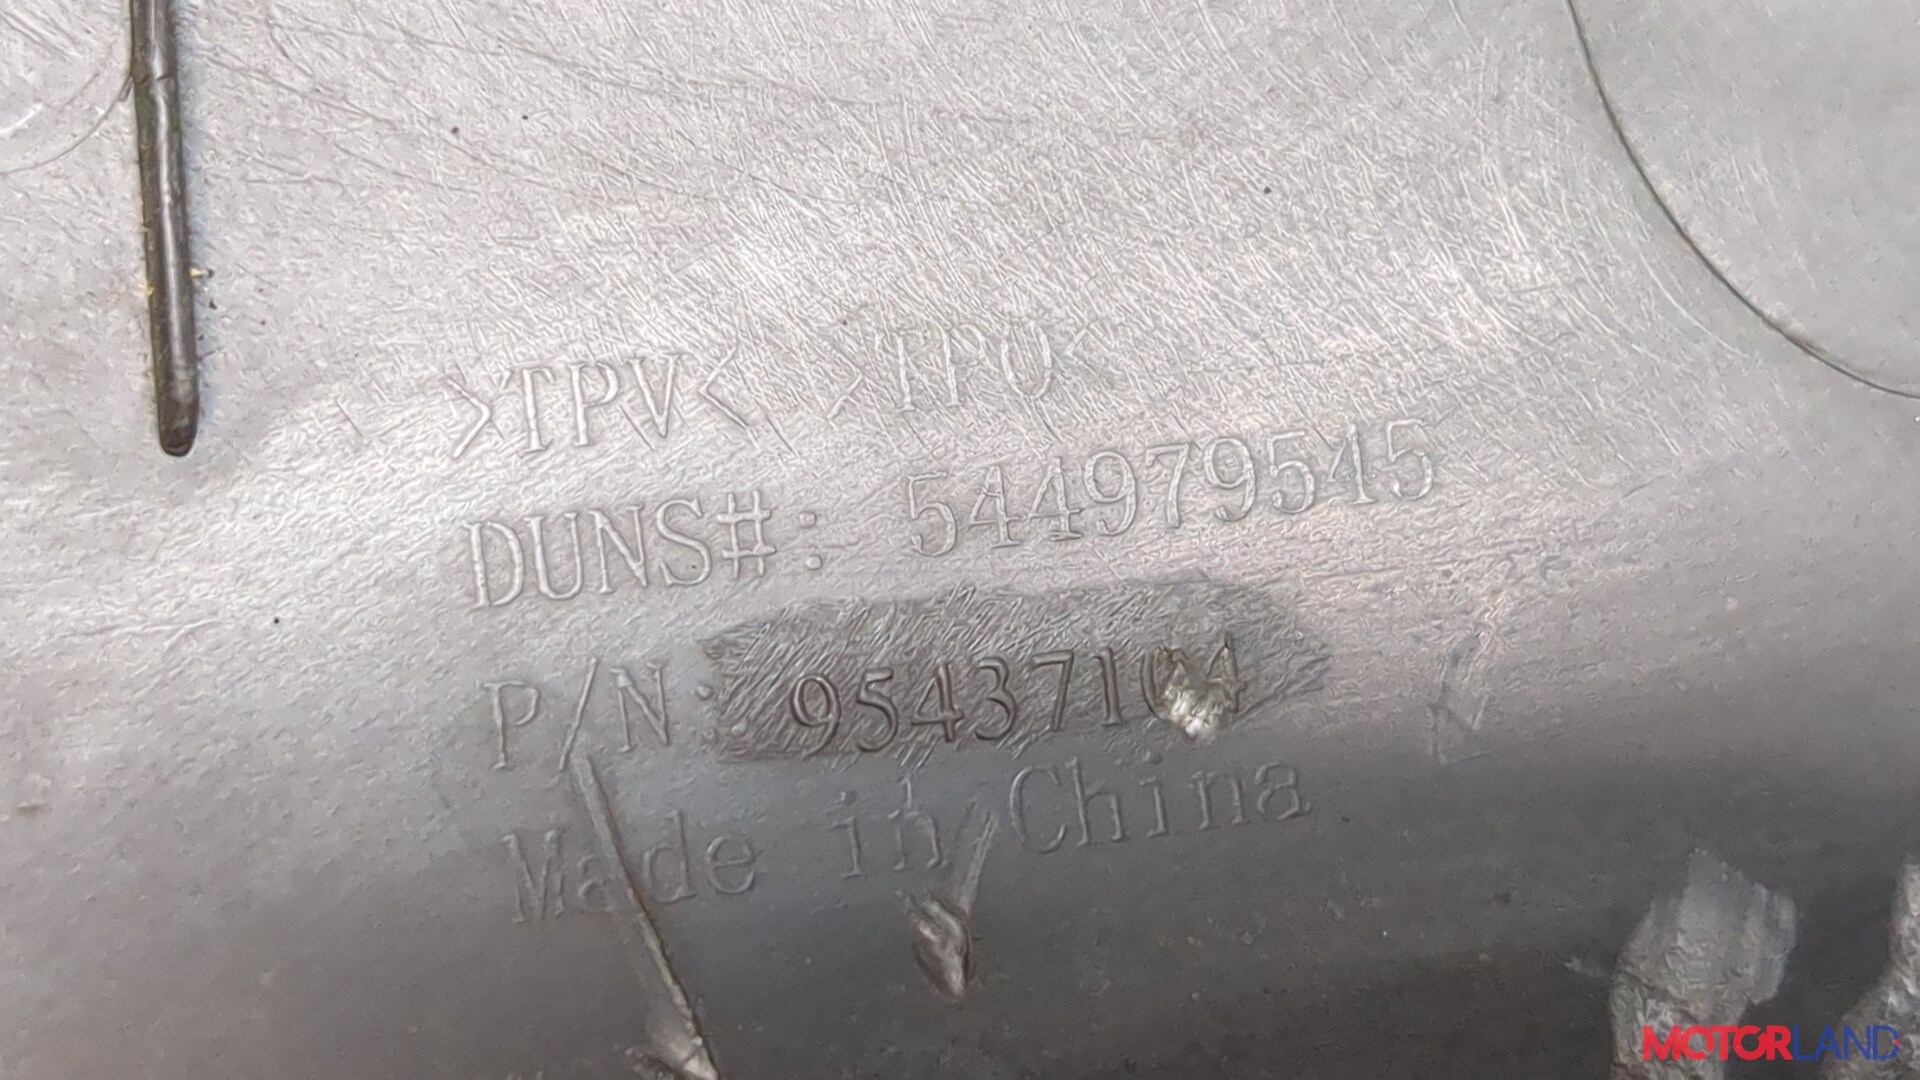 >TPV< >TPO<
DUNS#: 544979545
P/N: 95437104
Made in China
MOTORLAND